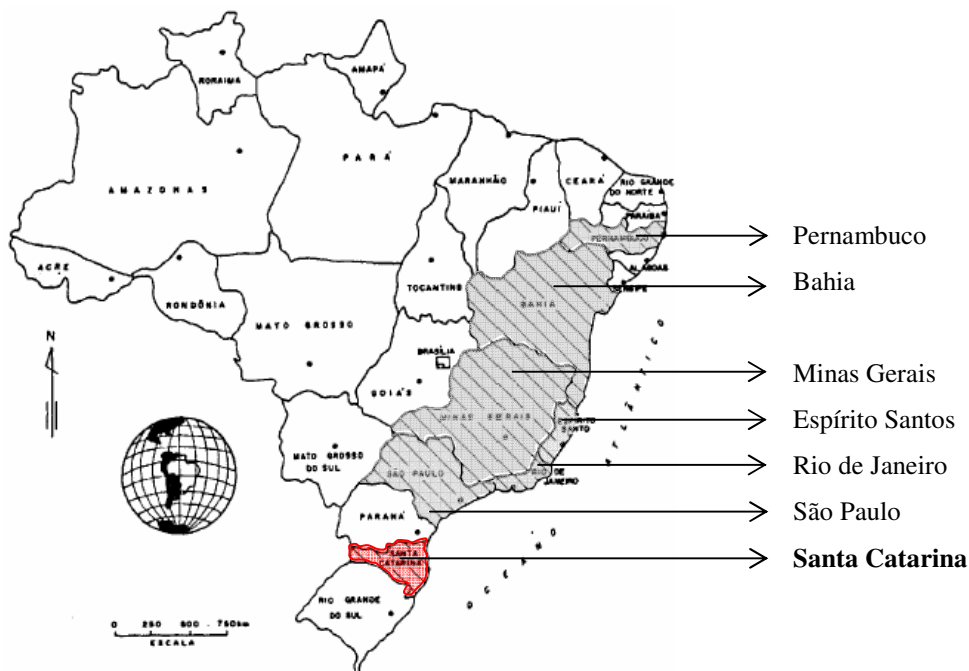 RORAIMA
AMAPÁ
AMAZONAS
PARÁ
MARANHÃO
CEARÁ
RIO GRANDE
DO NORTE
PIAUÍ
PARAÍBA
PERNAMBUCO
Pernambuco
ACRE
ALAGOAS
SERGIPE
Bahia
RONDÔNIA
TOCANTINS
BAHIA
MATO GROSSO
N
BRASÍLIA
GOIÁS
Minas Gerais
MINAS GERAIS
ESPÍRITO
SANTO
Espírito Santos
MATO GROSSO
DO SUL
SÃO PAULO
RIO DE
JANEIRO
Rio de Janeiro
PARANÁ
São Paulo
SANTA
CATARINA
Santa Catarina
RIO GRANDE
DO SUL
OCEANO
ATLÂNTICO
0 250 500 750km
ESCALA